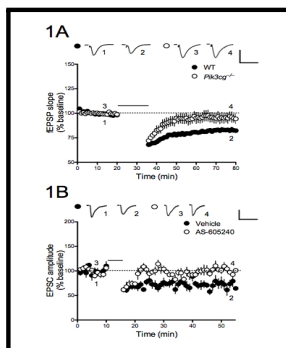 1A
1 2 3 4
WT
Pik3cg⁻/⁻
fEPSP slope
(% baseline)
125
100
75
50
3
1
4
2
0 10 20 30 40 50 60 70 80
Time (min)
1B
1 2 3 4
Vehicle
AS-605240
EPSC amplitude
(% baseline)
200
150
100
50
0
3
1
4
2
0 10 20 30 40 50
Time (min)